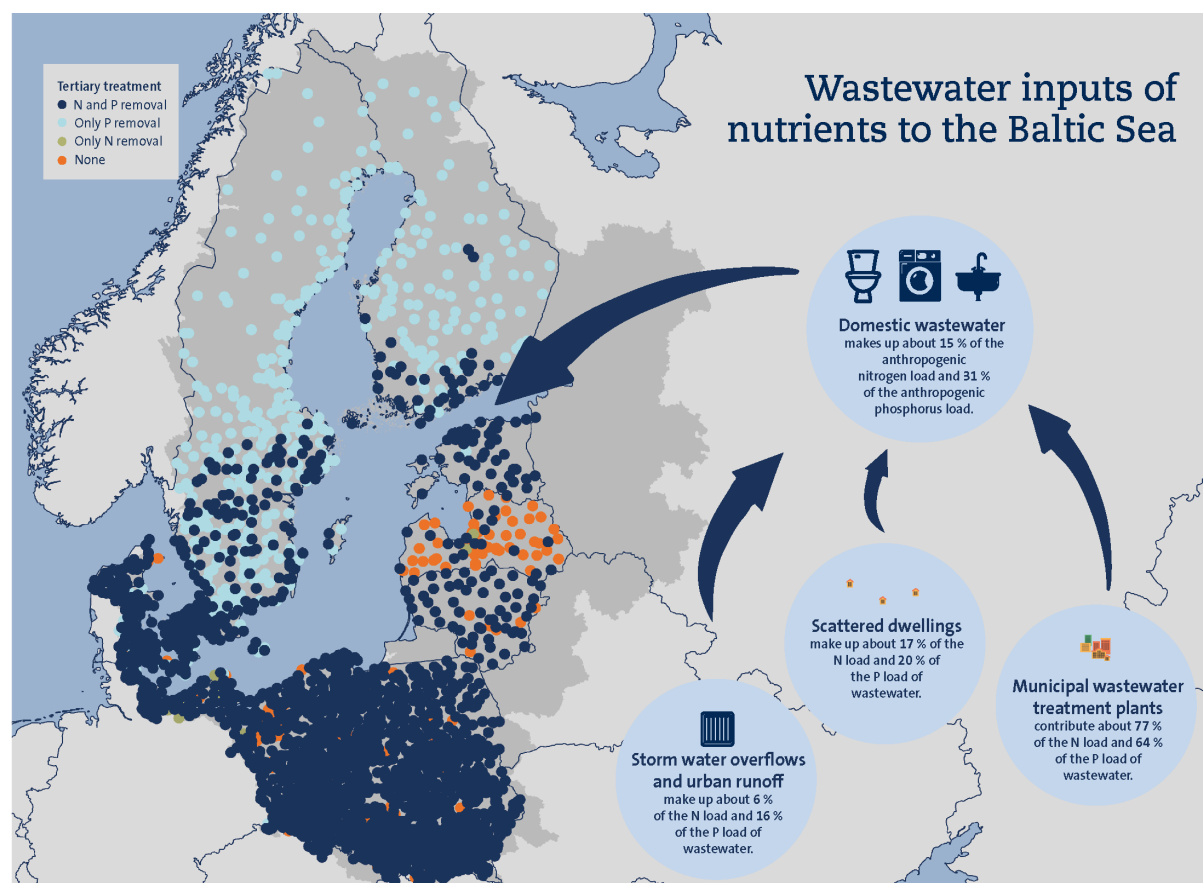 Tertiary treatment
N and P removal
Only P removal
Only N removal
None
Wastewater inputs of
nutrients to the Baltic Sea
Domestic wastewater
makes up about 15 % of the
anthropogenic
nitrogen load and 31 %
of the anthropogenic
phosphorus load.
Scattered dwellings
make up about 17 % of the
N load and 20 % of
the P load of
wastewater.
Municipal wastewater
treatment plants
contribute about 77 %
of the N load and 64 %
of the P load of
wastewater.
Storm water overflows
and urban runoff
make up about 6 %
of the N load and 16 %
of the P load of
wastewater.